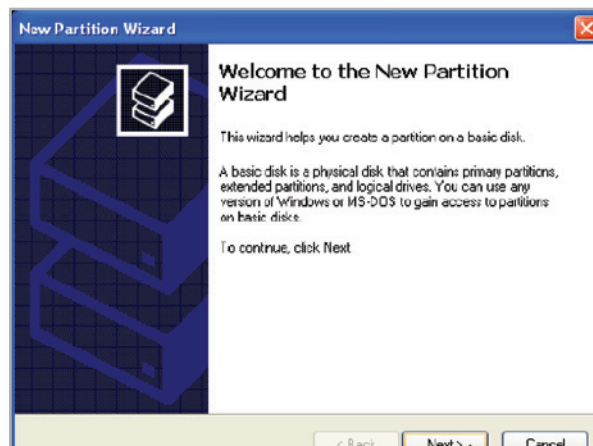 New Partition Wizard
Welcome to the New Partition
Wizard
This wizard helps you create a partition on a basic disk.
A basic disk is a physical disk that contains primary partitions,
extended partitions, and logical drives. You can use any
version of Windows or MS-DOS to gain access to partitions
on basic disks.
To continue, click Next
< Back Next > Cancel